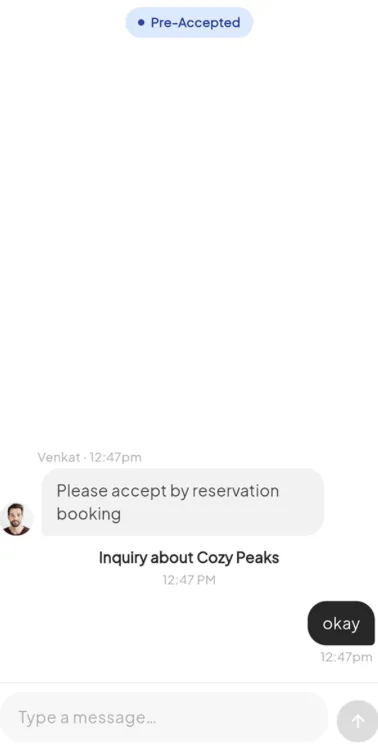 Pre-Accepted
Venkat · 12:47pm
Please accept by reservation
booking
Inquiry about Cozy Peaks
12:47 PM
okay
12:47pm
Type a message...